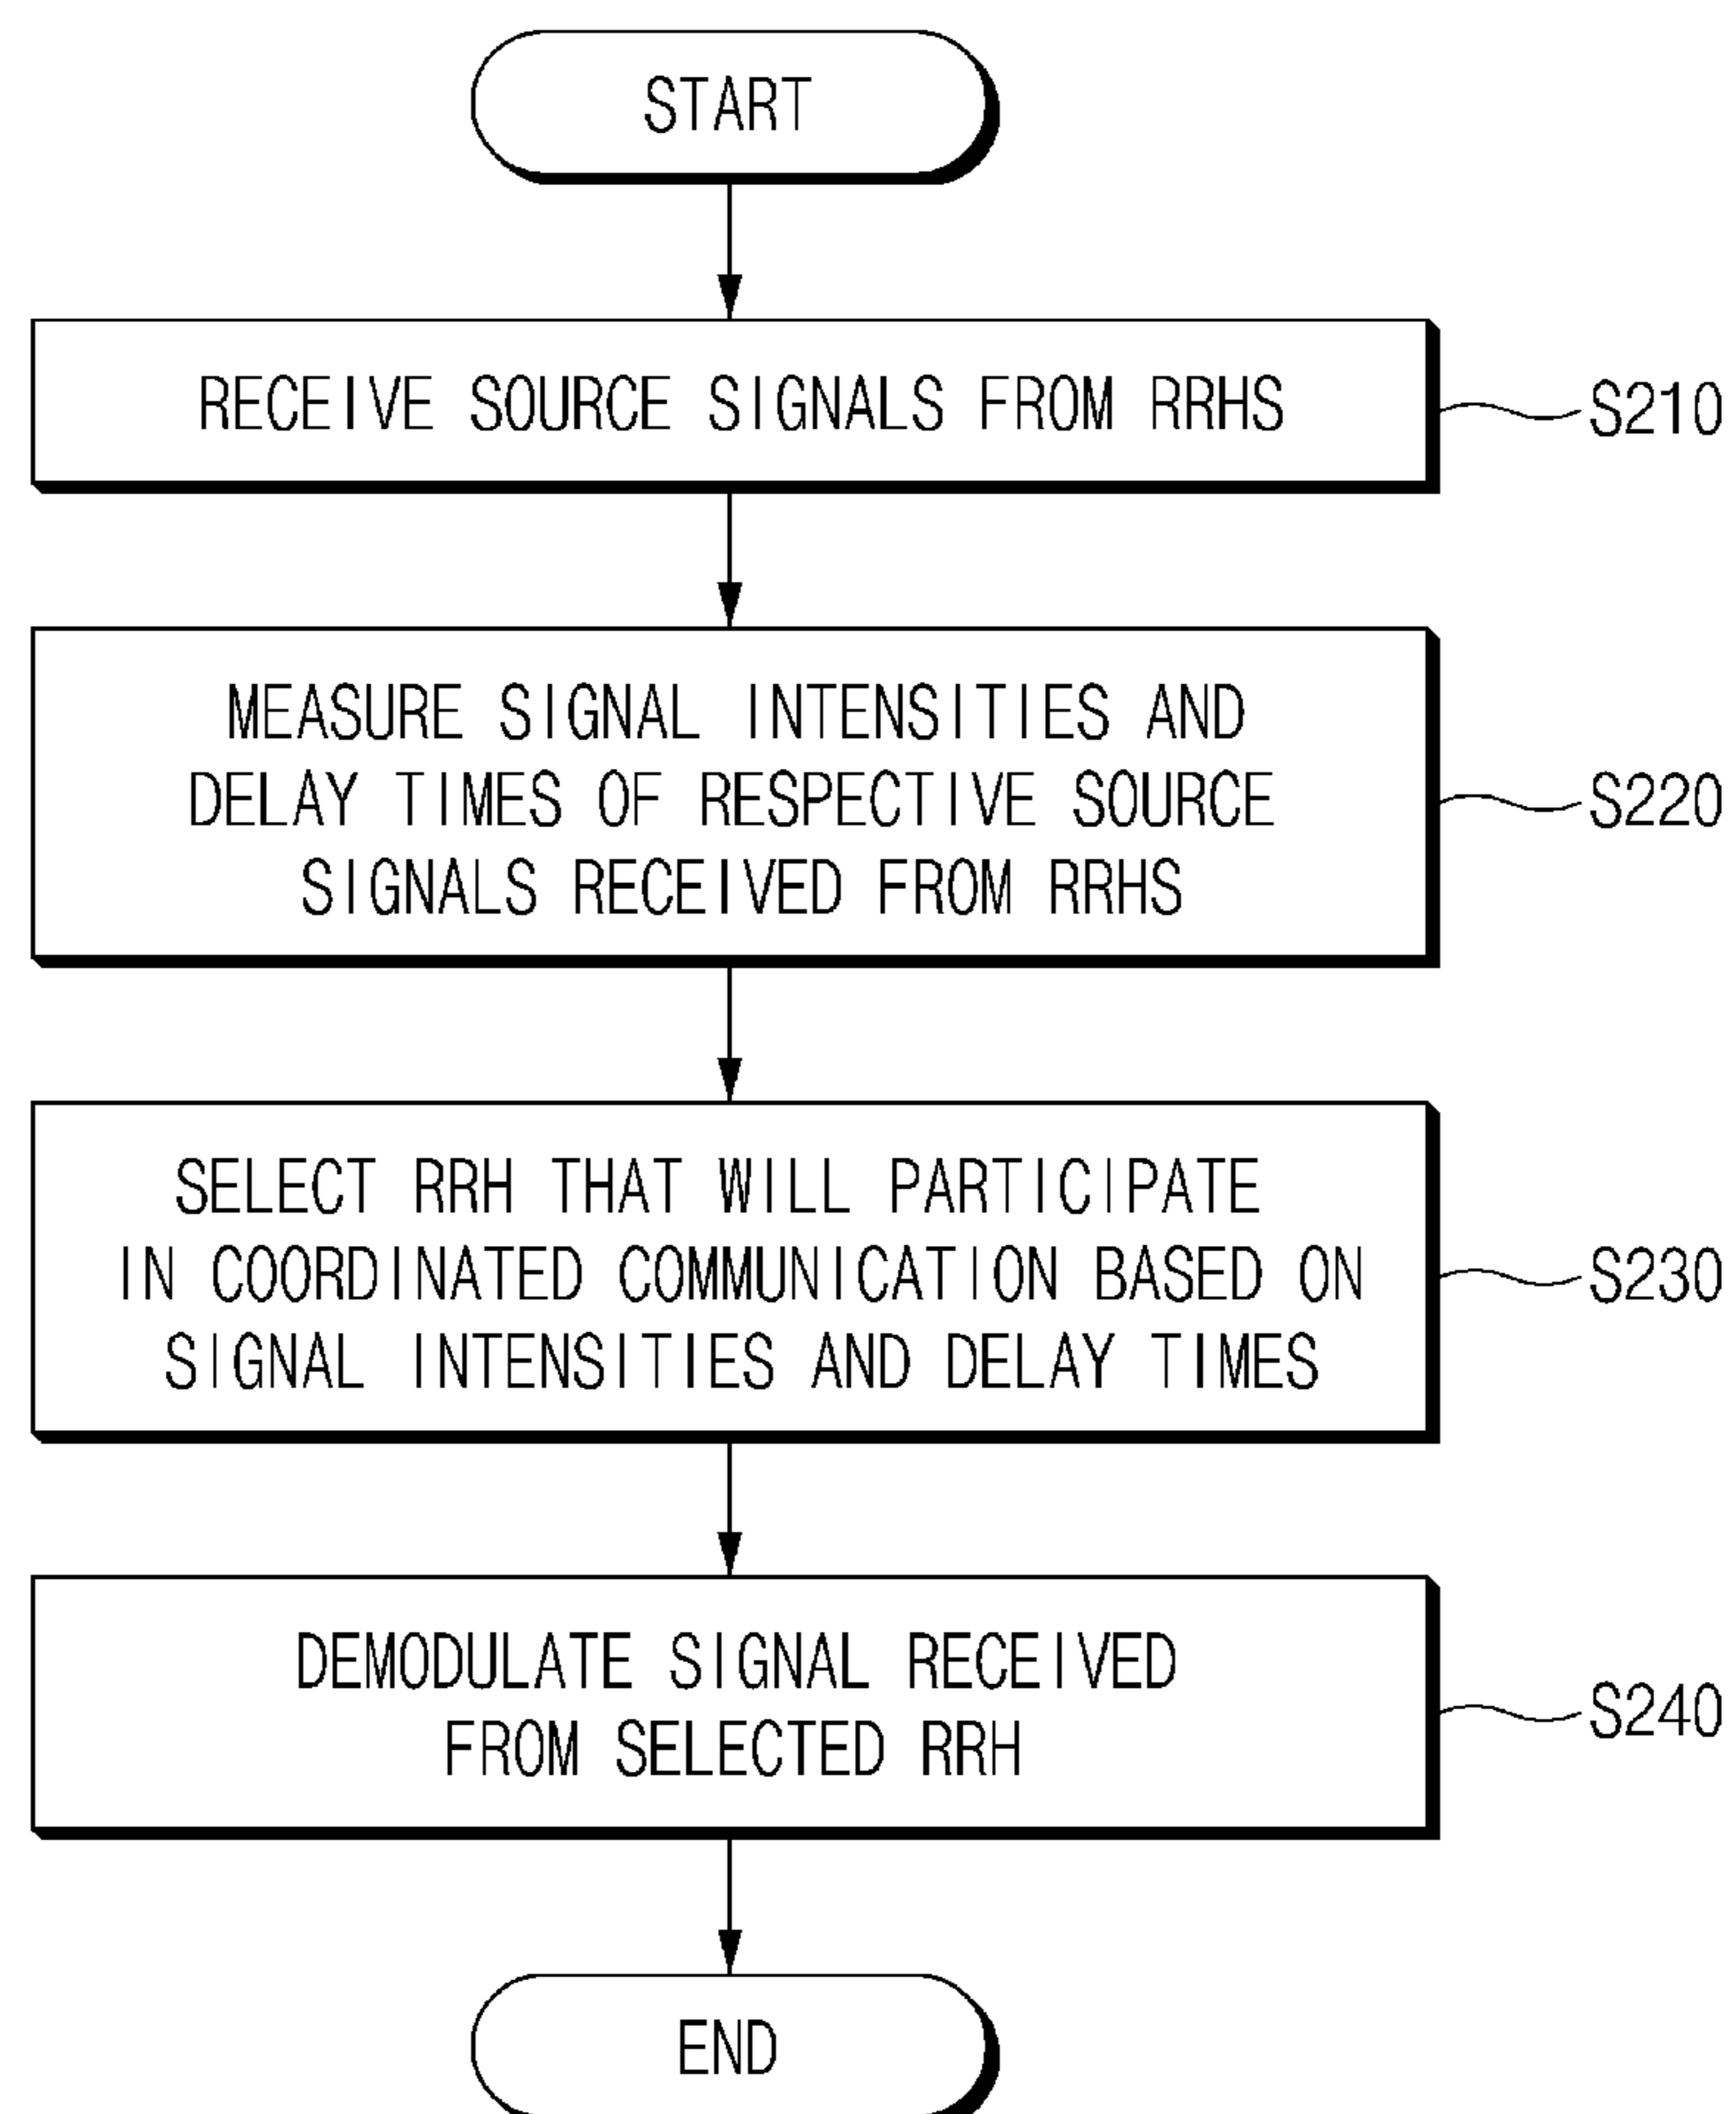 START
RECEIVE SOURCE SIGNALS FROM RRHS
S210
MEASURE SIGNAL INTENSITIES AND
DELAY TIMES OF RESPECTIVE SOURCE
SIGNALS RECEIVED FROM RRHS
S220
SELECT RRH THAT WILL PARTICIPATE
IN COORDINATED COMMUNICATION BASED ON
SIGNAL INTENSITIES AND DELAY TIMES
S230
DEMODULATE SIGNAL RECEIVED
FROM SELECTED RRH
S240
END